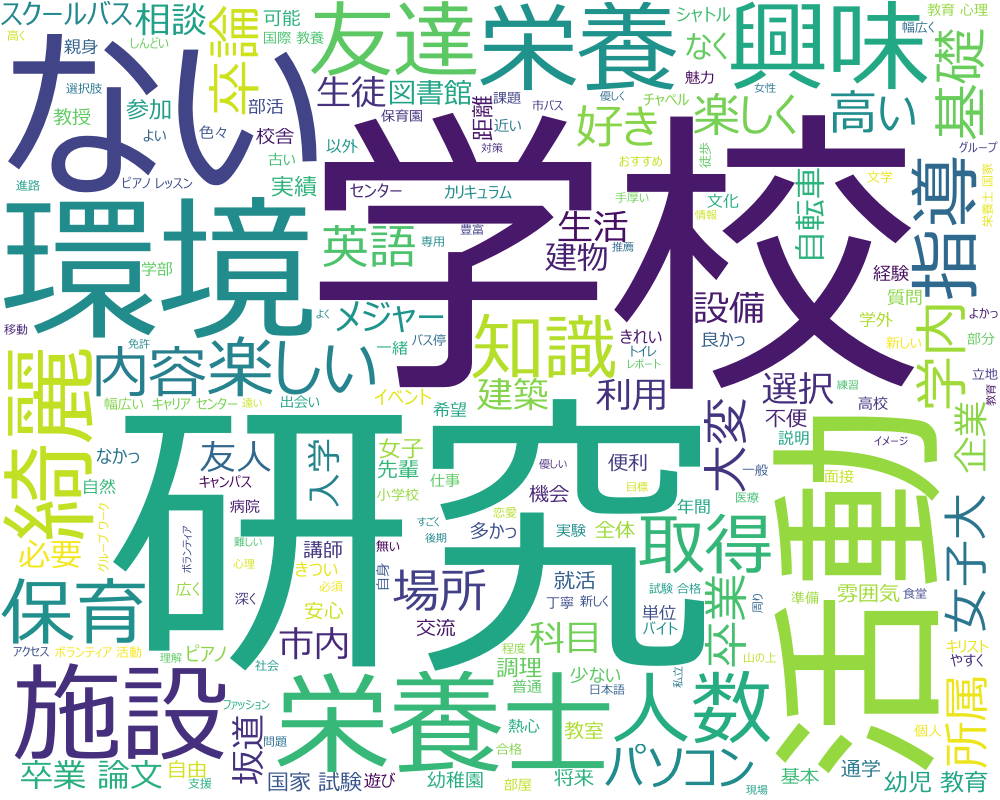 スクールバス
相談
卒論
可能
国際 教養
友達
栄養
シャトル
なく
魅力
興味
教育 心理
幅広く
基礎
高く
親身
しんどい
ない
選択肢
参加
部活
教授
よい
色々
校舎
生徒
図書館
保育園
課題
距離
近い
市バス
対策
優しく
チャペル
好き
楽しく
女性
高い
グループ
古い
以外
進路
ピアノ レッスン
実績
センター
カリキュラム
おすすめ
徒歩
文学
手厚い
文化
自転車
指導
栄養士 国家
環境
学校
英語
豊富
専用
生活
建物
情報
推薦
学部
経験
質問
移動
免許
メジャー
よく
バス停
一緒
知識
きれい
トイレ
レポート
設備
良かっ
学外
新しい
よかっ
部分
学内
綺麗
内容
楽しい
幅広い
キャリア センター
遠い
出会い
イベント
希望
建築
利用
選択
練習
高校
立地
教育
なかっ
友人
入学
女子
先輩
仕事
大変
不便
説明
イメージ
企業
自然
キャンパス
小学校
優しい
便利
一般
面接
研究
活動
必要
グループ ワーク
ボランティア
病院
恋愛
機会
目標
年間
医療
難しい
すごく
後期
多かっ
実験
全体
女子大
保育
心理
講師
無い
きつい
必須
自身
取得
広く
深く
安心
場所
就活
丁寧
新しく
試験 合格
単位
バイト
周り
卒業
準備
雰囲気
食堂
アクセス
ボランティア 活動
理解
ピアノ
市内
交流
科目
キリスト
やすく
社会
程度
調理
普通
少ない
日本語
私立
山の上
施設
栄養士
人数
ファッション
熱心
教室
所属
個人
坂道
問題
合格
パソコン
卒業 論文
自由
支援
国家 試験
遊び
幼稚園
部屋
将来
現場
基本
通学
幼児 教育